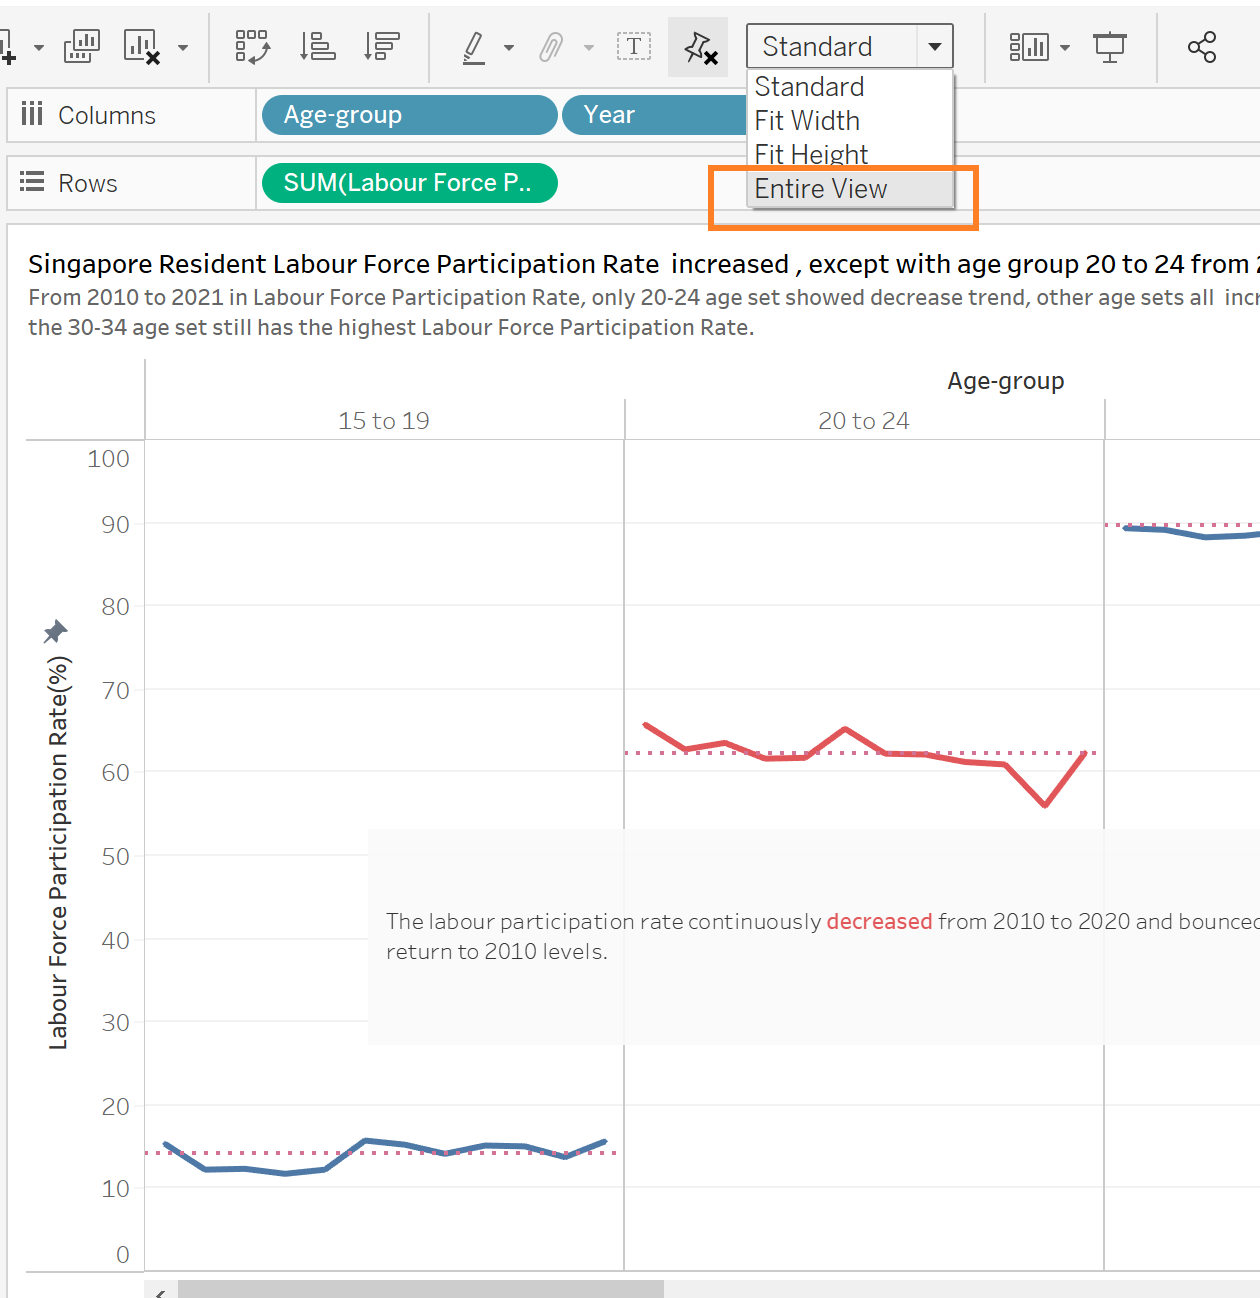 T
Standard
Standard
Fit Width
Fit Height
Entire View
Columns
Age-group
Year
Rows
SUM(Labour Force P..
Singapore Resident Labour Force Participation Rate increased , except with age group 20 to 24 from
From 2010 to 2021 in Labour Force Participation Rate, only 20-24 age set showed decrease trend, other age sets all incr
the 30-34 age set still has the highest Labour Force Participation Rate.
Age-group
15 to 19
20 to 24
100
90
80
70
60
50
40
30
20
10
0
Labour Force Participation Rate(%)
The labour participation rate continuously decreased from 2010 to 2020 and bounced
return to 2010 levels.